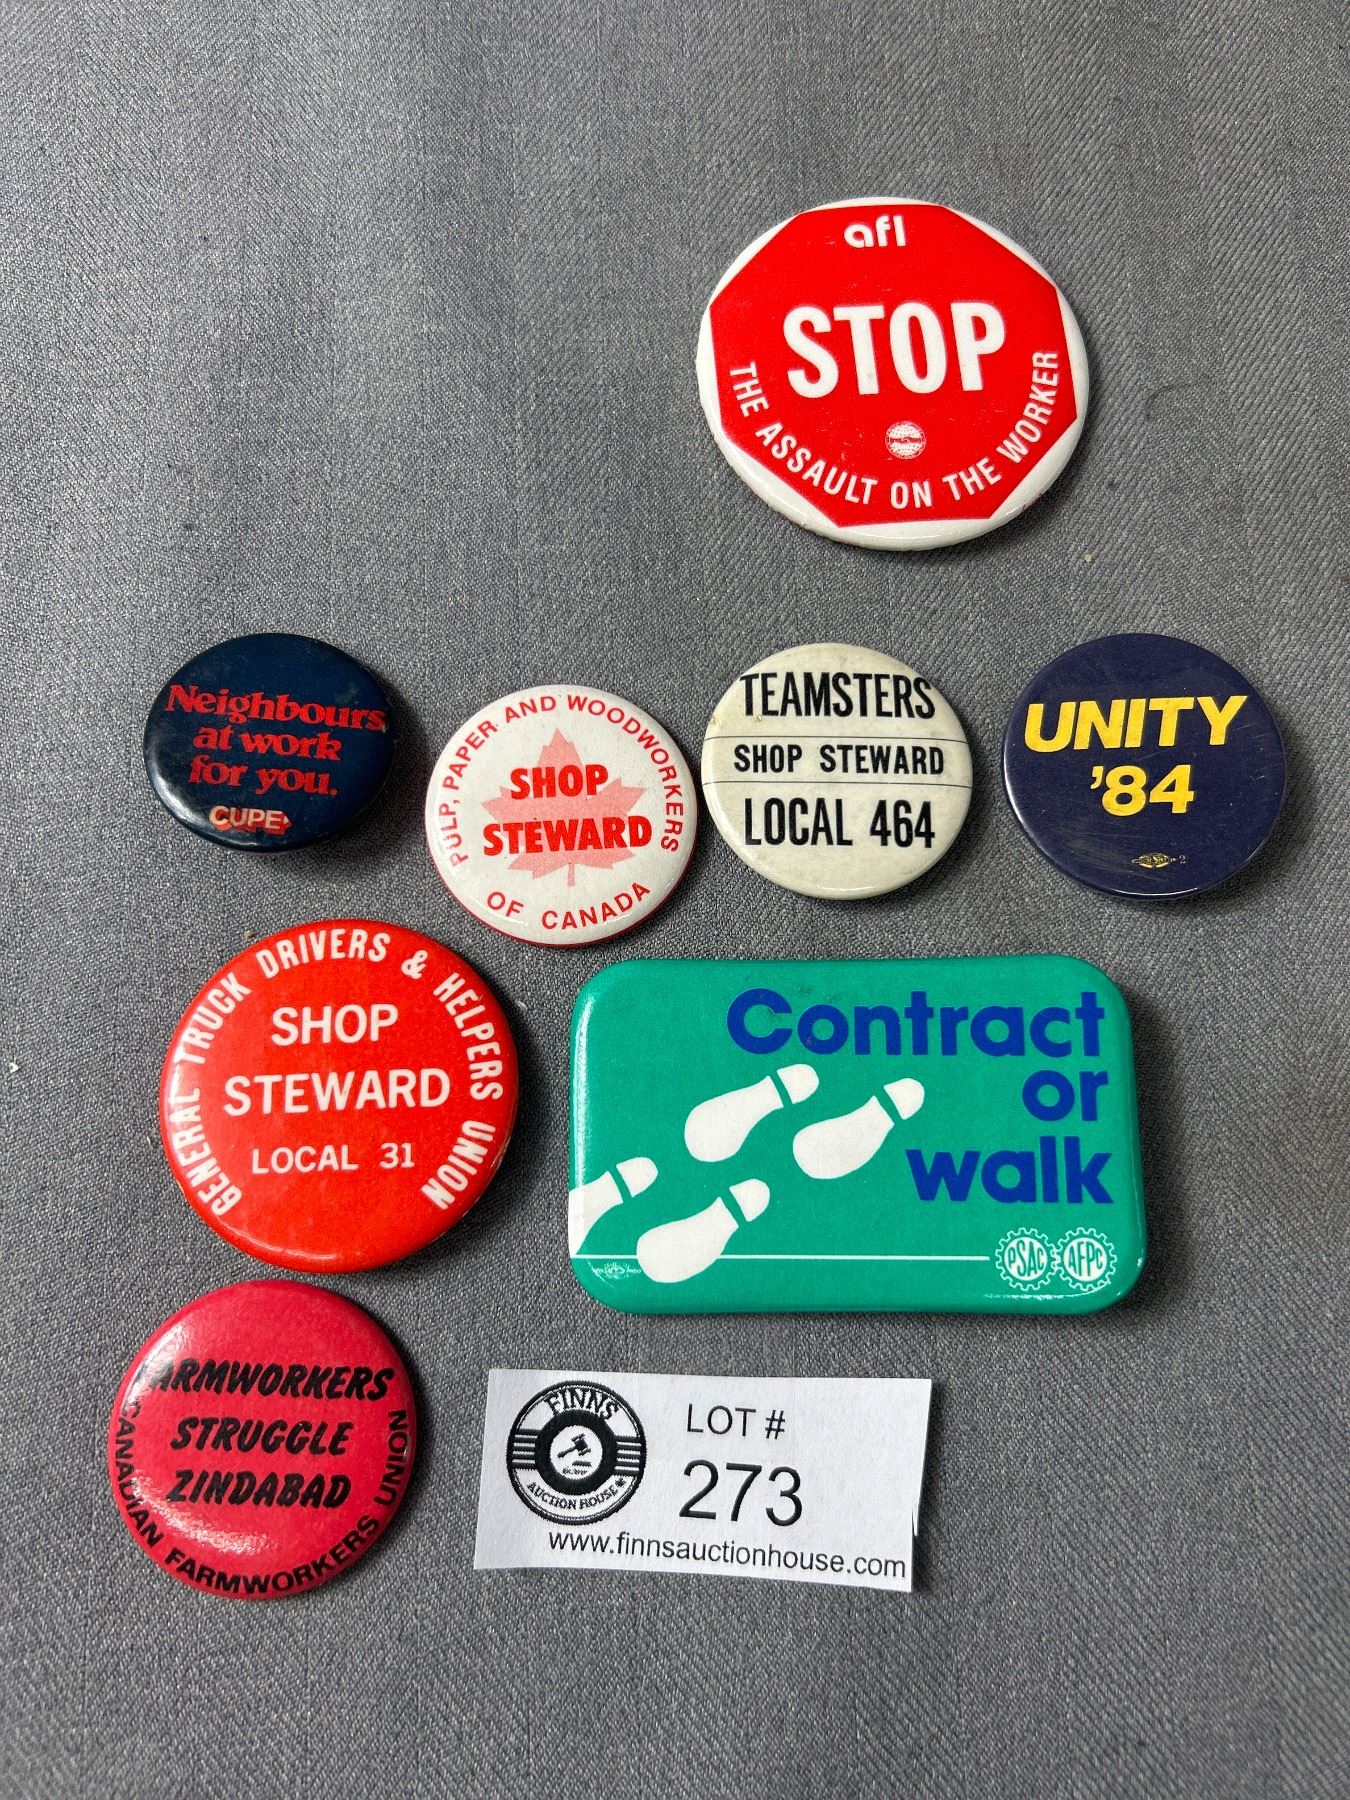 afl
STOP
THE ASSAULT ON THE WORKER
Neighbours
at work
for you.
CUPE
PULP, PAPER AND WOODWORKERS
SHOP
STEWARD
OF CANADA
TEAMSTERS
SHOP STEWARD
LOCAL 464
UNITY
'84
2
GENERAL TRUCK DRIVERS & HELPERS UNION
SHOP
STEWARD
LOCAL 31
Contract
or
walk
PSAC
AFPC
FARMWORKERS
STRUGGLE
ZINDABAD
CANADIAN FARMWORKERS UNION
FINNS
AUCTION HOUSE
LOT #
273
www.finnsauctionhouse.com